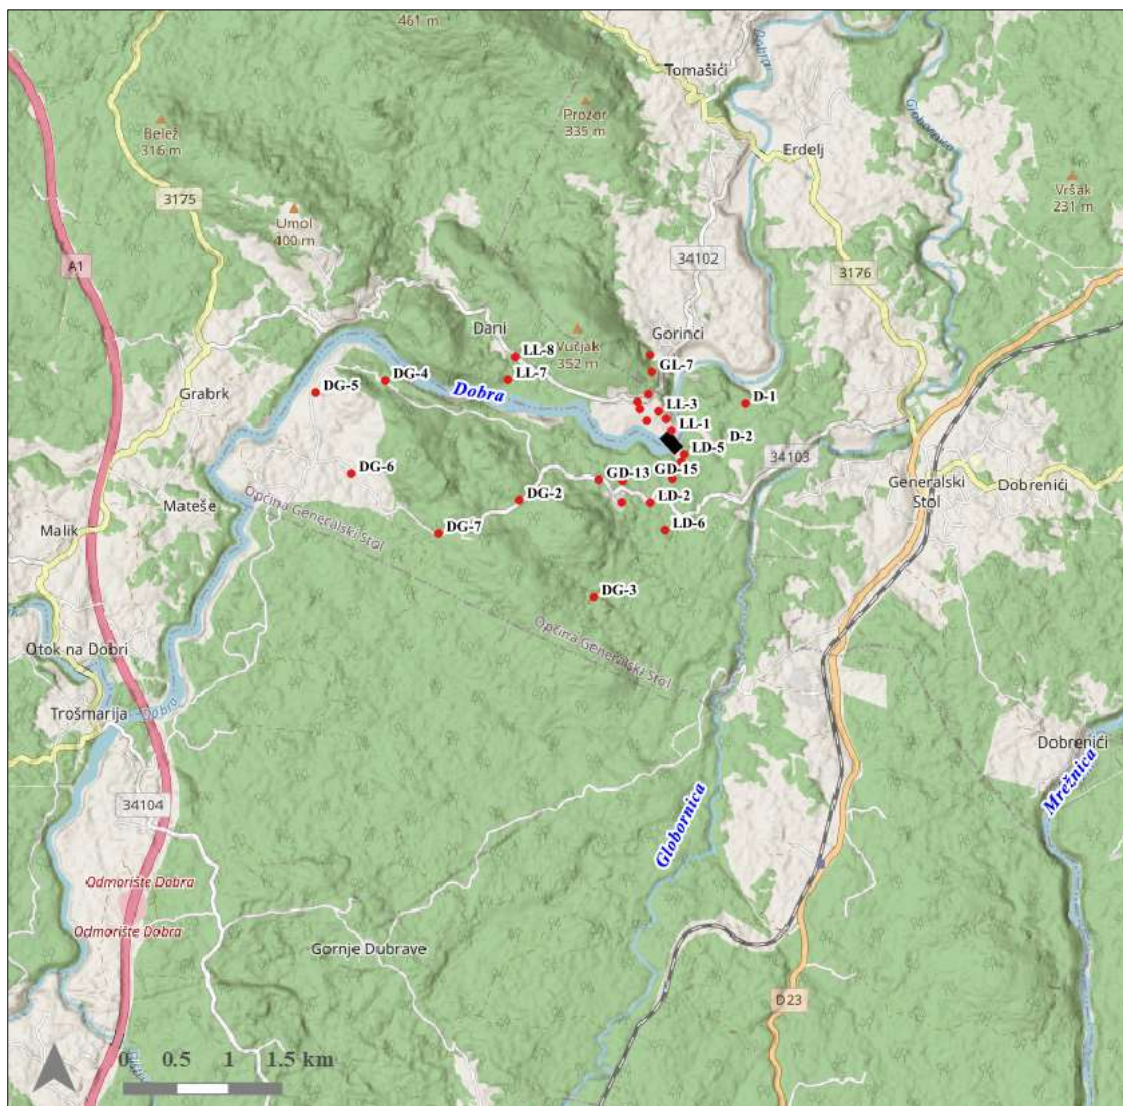 461 m
Dobra
Tomašići
Prozor
335 m
Globornica
Belež
316 m
Erdelj
Vršak
231 m
3175
Umol
400 m
A1
34102
3176
Dani
Vučjak
352 m
Gorinci
LL-8
GL-7
LL-7
DG-4
Dobra
DG-5
Grabrk
D-1
LL-3
LL-1
D-2
LD-5
34103
GD-13
GD-15
DG-6
Generalski
Stol
Dobrenići
Općina Generalski Stol
Mateše
DG-2
LD-2
Malik
DG-7
LD-6
DG-3
Općina Generalski Stol
Otok na Dobri
Trošmarija
Dobra
Dobrenići
Mrežnica
Globornica
34104
Odmorište Dobra
Odmorište Dobra
Gornje Dubrave
D23
0 0.5 1 1.5 km